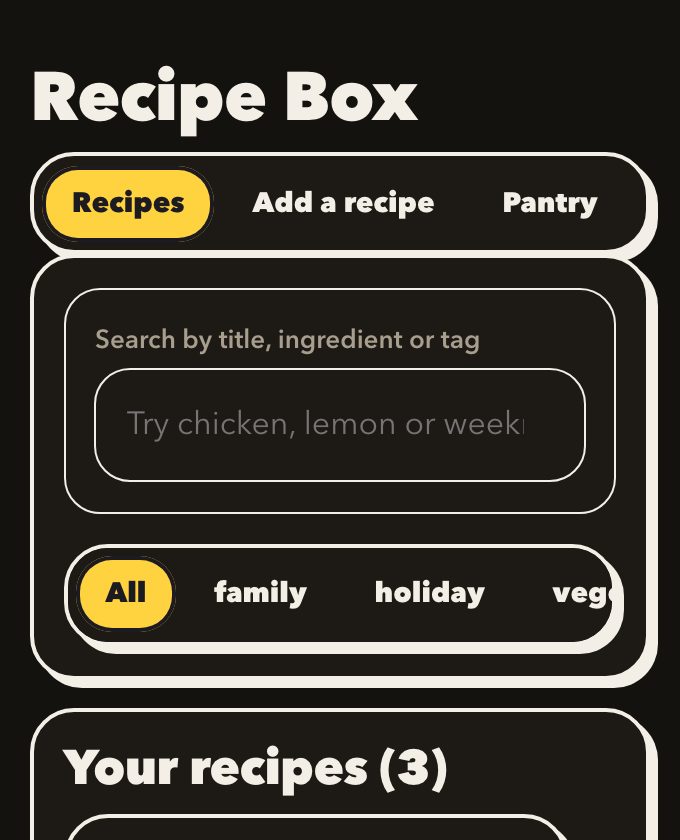 Recipe Box
Recipes Add a recipe Pantry
Search by title, ingredient or tag
Try chicken, lemon or week
All family holiday
Your recipes (3)